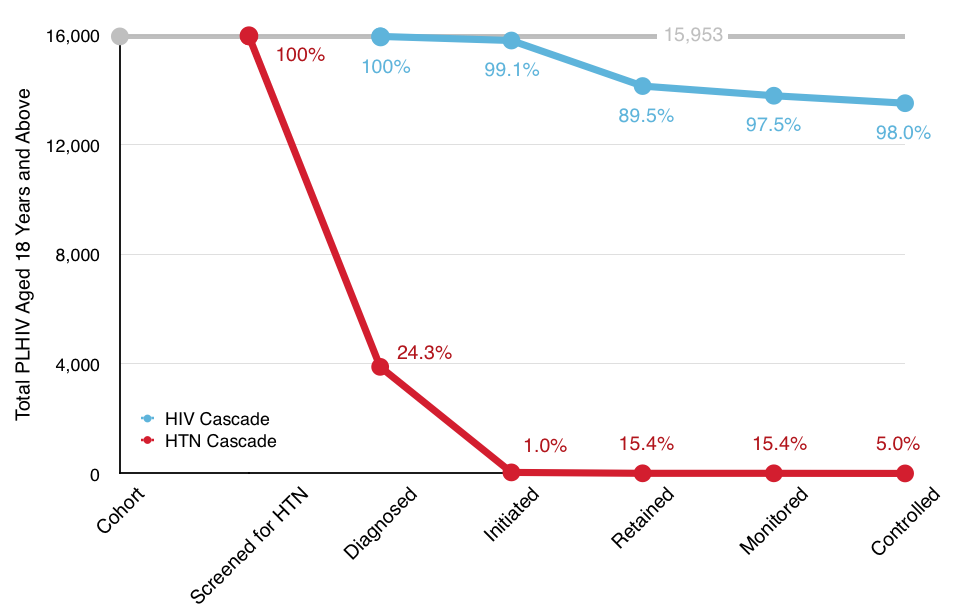 Total PLHIV Aged 18 Years and Above
16,000
12,000
8,000
4,000
0
15,953
100%
100%
99.1%
89.5%
97.5%
98.0%
24.3%
1.0%
15.4%
15.4%
5.0%
HIV Cascade
HTN Cascade
Cohort
Screened for HTN
Diagnosed
Initiated
Retained
Monitored
Controlled